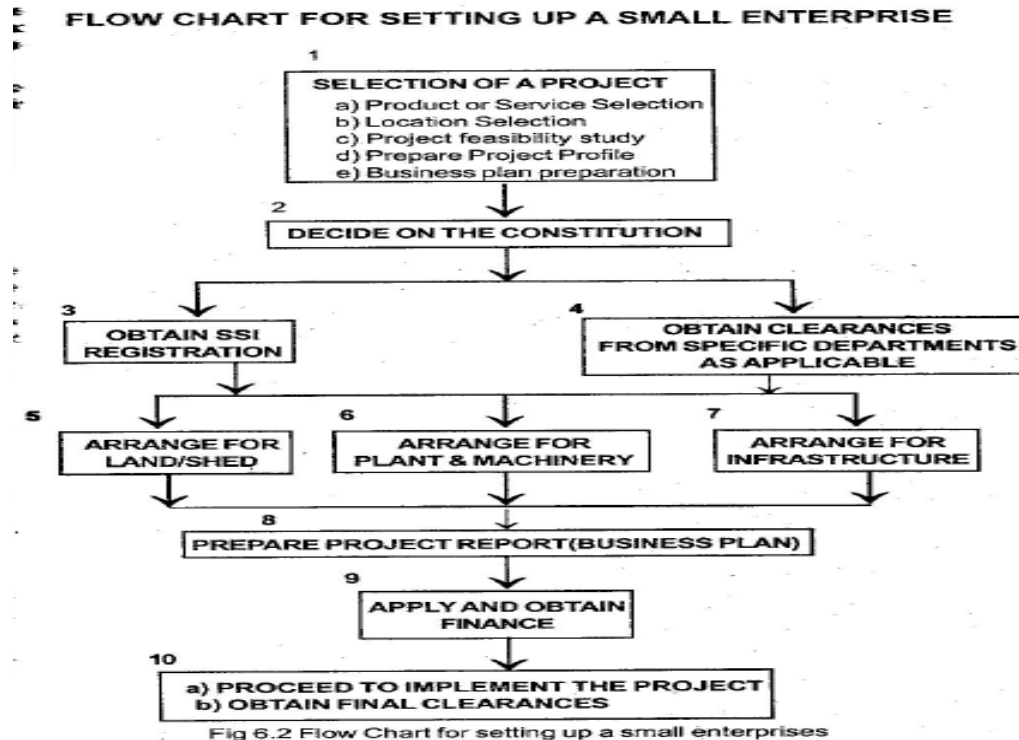 FLOW CHART FOR SETTING UP A SMALL ENTERPRISE
1
SELECTION OF A PROJECT
a) Product or Service Selection
b) Location Selection
c) Project feasibility study
d) Prepare Project Profile
e) Business plan preparation
2
DECIDE ON THE CONSTITUTION
3
OBTAIN SSI
REGISTRATION
4
OBTAIN CLEARANCES
FROM SPECIFIC DEPARTMENTS
AS APPLICABLE
5
ARRANGE FOR
LAND/SHED
6
ARRANGE FOR
PLANT & MACHINERY
7
ARRANGE FOR
INFRASTRUCTURE
8
PREPARE PROJECT REPORT(BUSINESS PLAN)
9
APPLY AND OBTAIN
FINANCE
10
a) PROCEED TO IMPLEMENT THE PROJECT
b) OBTAIN FINAL CLEARANCES
Fig 6.2 Flow Chart for setting up a small enterprises